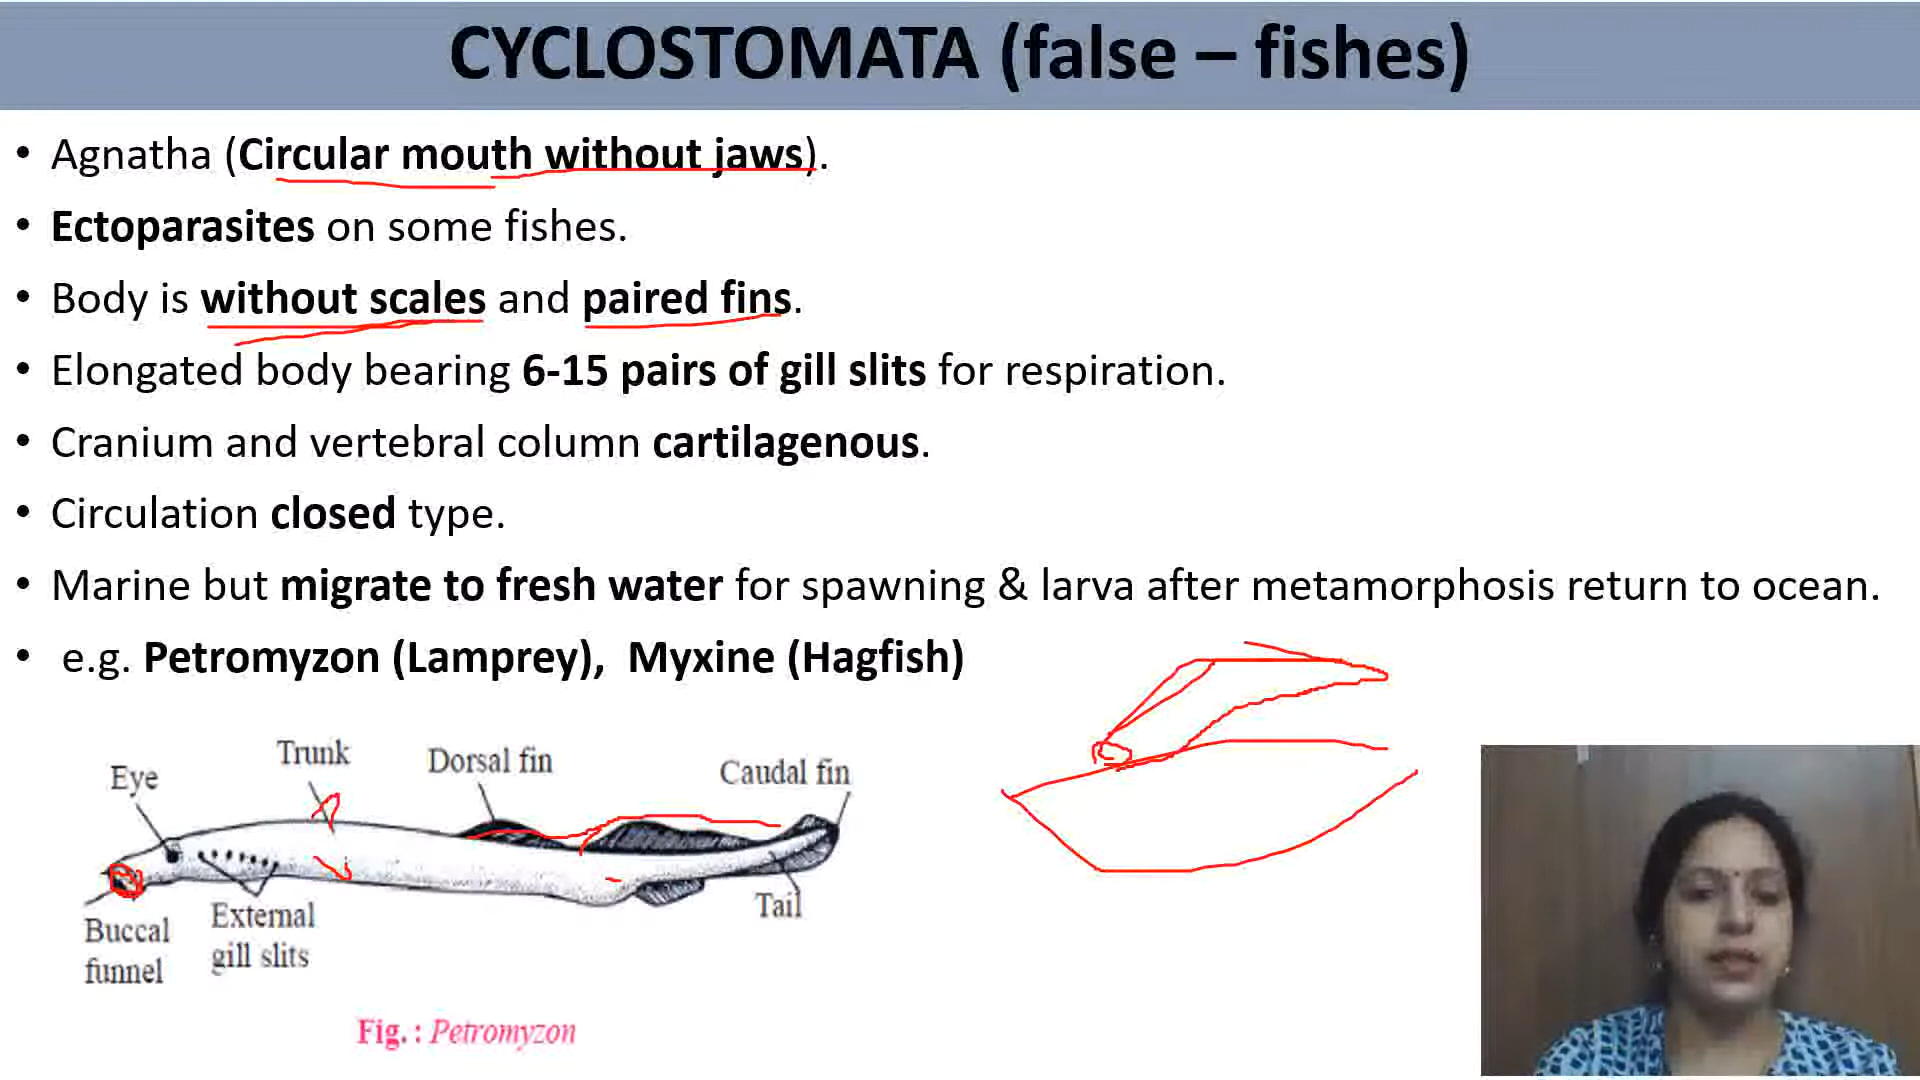 CYCLOSTOMATA (false – fishes)
• Agnatha (Circular mouth without jaws).
• Ectoparasites on some fishes.
• Body is without scales and paired fins.
• Elongated body bearing 6-15 pairs of gill slits for respiration.
• Cranium and vertebral column cartilagenous.
• Circulation closed type.
• Marine but migrate to fresh water for spawning & larva after metamorphosis return to ocean.
• e.g. Petromyzon (Lamprey), Myxine (Hagfish)
Eye
Trunk
Dorsal fin
Caudal fin
Buccal
funnel
External
gill slits
Tail
Fig. : Petromyzon